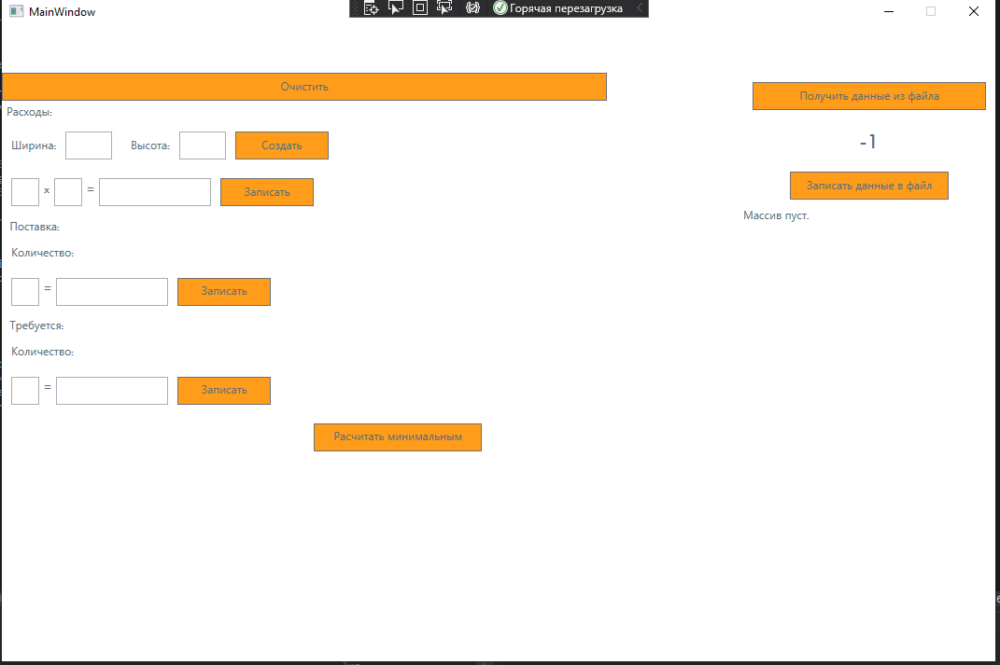 MainWindow
Горячая перезагрузка
Очистить
Получить данные из файла
Расходы:
Ширина: Высота: Создать
-1
x = Записать
Записать данные в файл
Массив пуст.
Поставка:
Количество:
= Записать
Требуется:
Количество:
= Записать
Расчитать минимальным